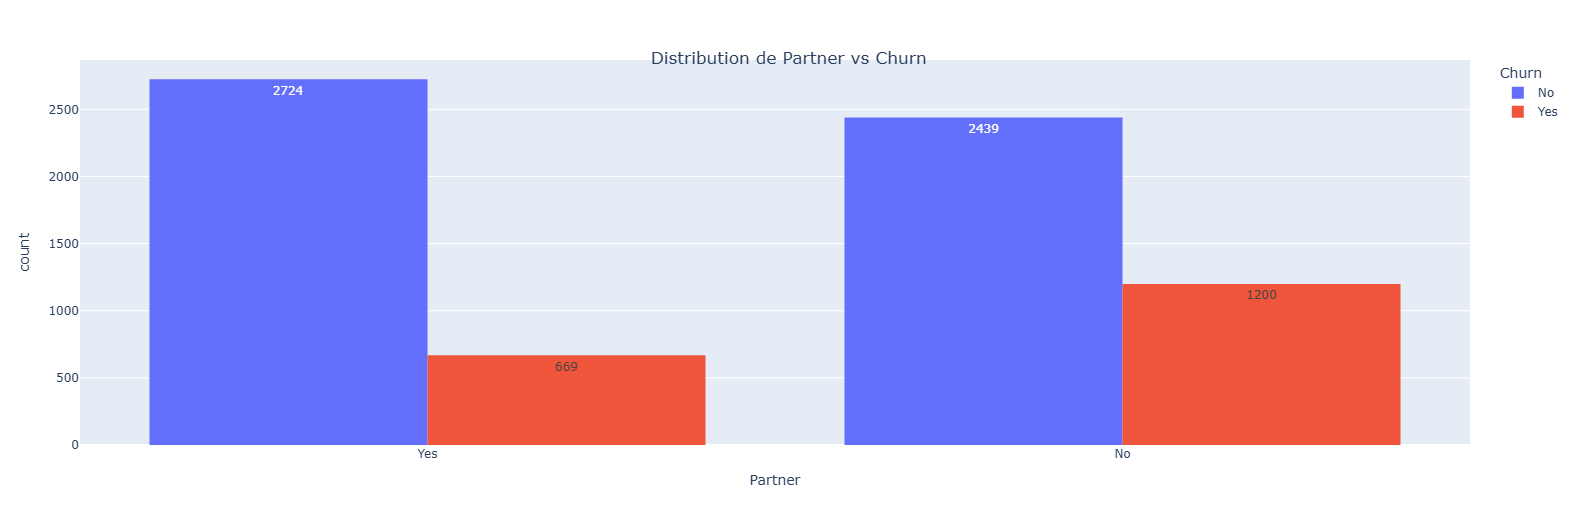 Distribution de Partner vs Churn
Churn
No
Yes
count
2500
2000
1500
1000
500
0
2724
669
2439
1200
Yes
No
Partner